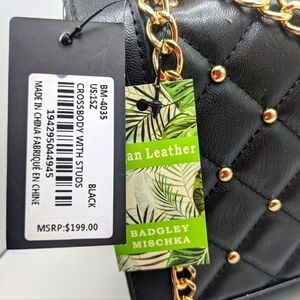 BM-4035
US:1SZ
BLACK
CROSSBODY WITH STUDS
194295044945
MADE IN CHINA FABRIQUÉ EN CHINE
MSRP:$199.00
an Leather
BADGLEY
MISCHKA